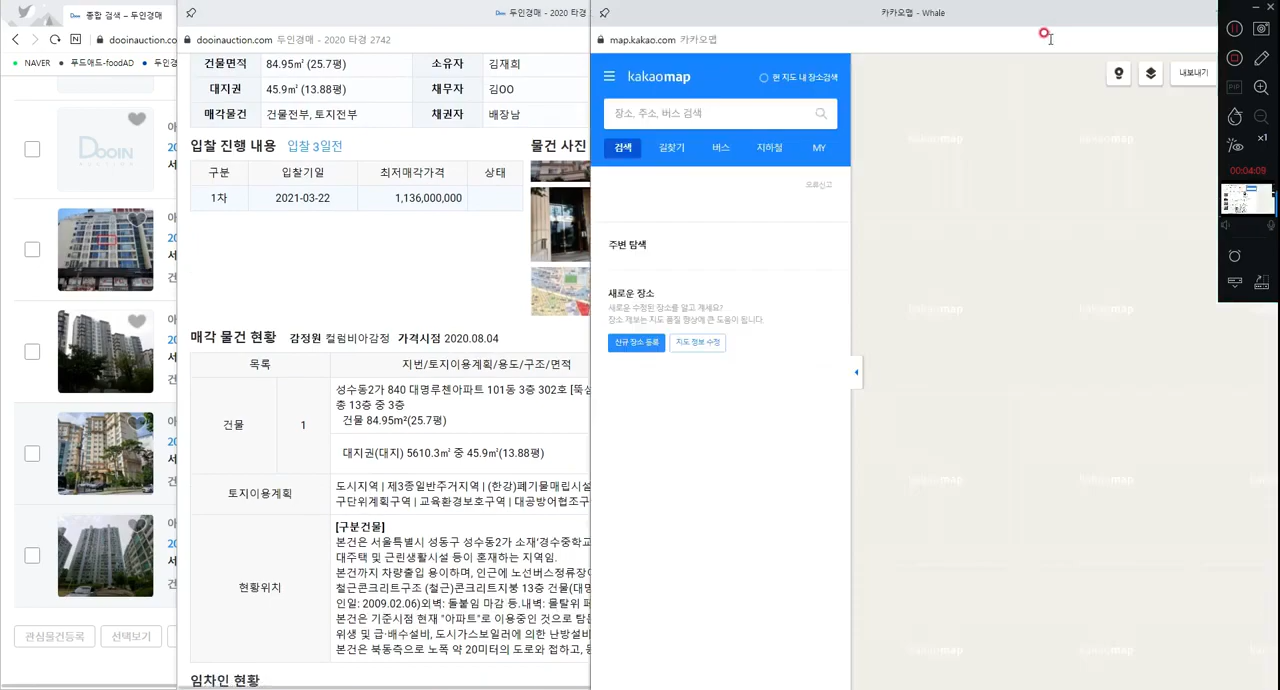 종합 검색 – 두인경매
dooinauction.co
NAVER
푸드애드-foodAD
두인경
DOOIN
AUCTION
관심물건등록
선택보기
두인경매 - 2020 타경
dooinauction.com 두인경매 - 2020 타경 2742
건물면적 84.95㎡ (25.7평) 소유자 김재희
대지권 45.9㎡ (13.88평) 채무자 김OO
매각물건 건물전부, 토지전부 채권자 배장남
입찰 진행 내용 입찰 3일전
물건 사진
구분 입찰기일 최저매각가격 상태
1차 2021-03-22 1,136,000,000
매각 물건 현황 감정원 컬럼비아감정 가격시점 2020.08.04
목록 지번/토지이용계획/용도/구조/면적
건물 1
성수동2가 840 대명루첸아파트 101동 3층 302호 [뚝섬
층 13층 중 3층
건물 84.95m²(25.7평)
대지권(대지) 5610.3㎡ 중 45.9㎡(13.88평)
토지이용계획
도시지역 | 제3종일반주거지역 | (한강)폐기물매립시설
구단위계획구역 | 교육환경보호구역 | 대공방어협조구
현황위치
[구분건물]
본건은 서울특별시 성동구 성수동2가 소재'경수중학교
대주택 및 근린생활시설 등이 혼재하는 지역임.
본건까지 차량출입 용이하며, 인근에 노선버스정류장이
철근콘크리트구조 (철근)콘크리트지붕 13층 건물(대명
인일: 2009.02.06)외벽: 돌붙임 마감 등.내벽: 몰탈위 페
본건은 기준시점 현재 "아파트"로 이용중인 것으로 탐문
위생 및 급·배수설비, 도시가스보일러에 의한 난방설비
본건은 북동측으로 노폭 약 20미터의 도로와 접하고, 동
임차인 현황
카카오맵 - Whale
map.kakao.com 카카오맵
kakaomap
현 지도 내 장소검색
장소, 주소, 버스 검색
검색 길찾기 버스 지하철 MY
오류신고
주변 탐색
새로운 장소
새로운 수정된 장소를 알고 계세요?
장소 제보는 지도 품질 향상에 큰 도움이 됩니다.
신규 장소 등록 지도 정보 수정
내보내기
kakaomap kakaomap
kakaomap kakaomap
kakaomap kakaomap
kakaomap kakaomap
PIP
x1
00:04:09